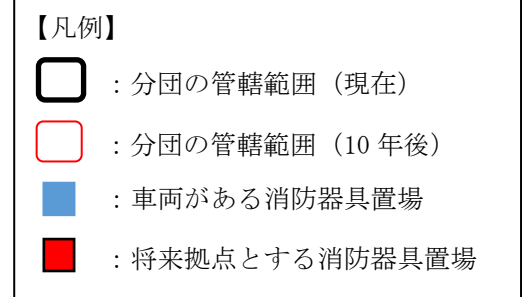 【凡例】
：分団の管轄範囲（現在）
：分団の管轄範囲（10 年後）
：車両がある消防器具置場
：将来拠点とする消防器具置場